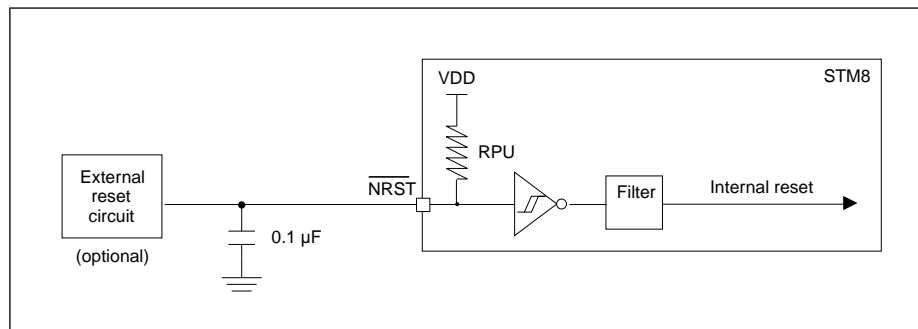 STM8
VDD
RPU
External
reset
circuit
(optional)
0.1 µF
NRST
Filter
Internal reset